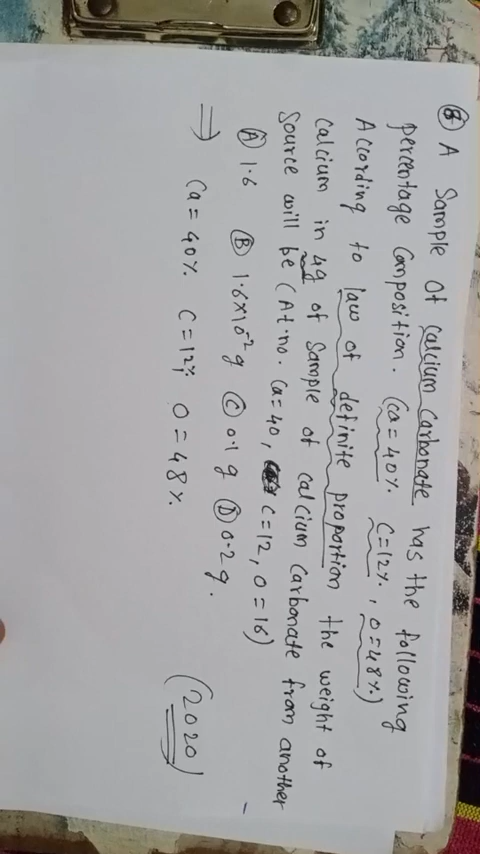 ⑧ A Sample Of calcium carbonate has the following
percentage composition. (Ca = 40% C = 12%, O = 48%)
According to law of definite proportion the weight of
calcium in 4g of sample of calcium carbonate from another
Source will be (At.no. Ca = 40, C = 12, O = 16)
Ⓐ 1.6 Ⓑ 1.6×10⁻² g Ⓒ 0.1 g Ⓓ 0.2 g.
(2020)
⇒ Ca = 40% C = 12% O = 48%.